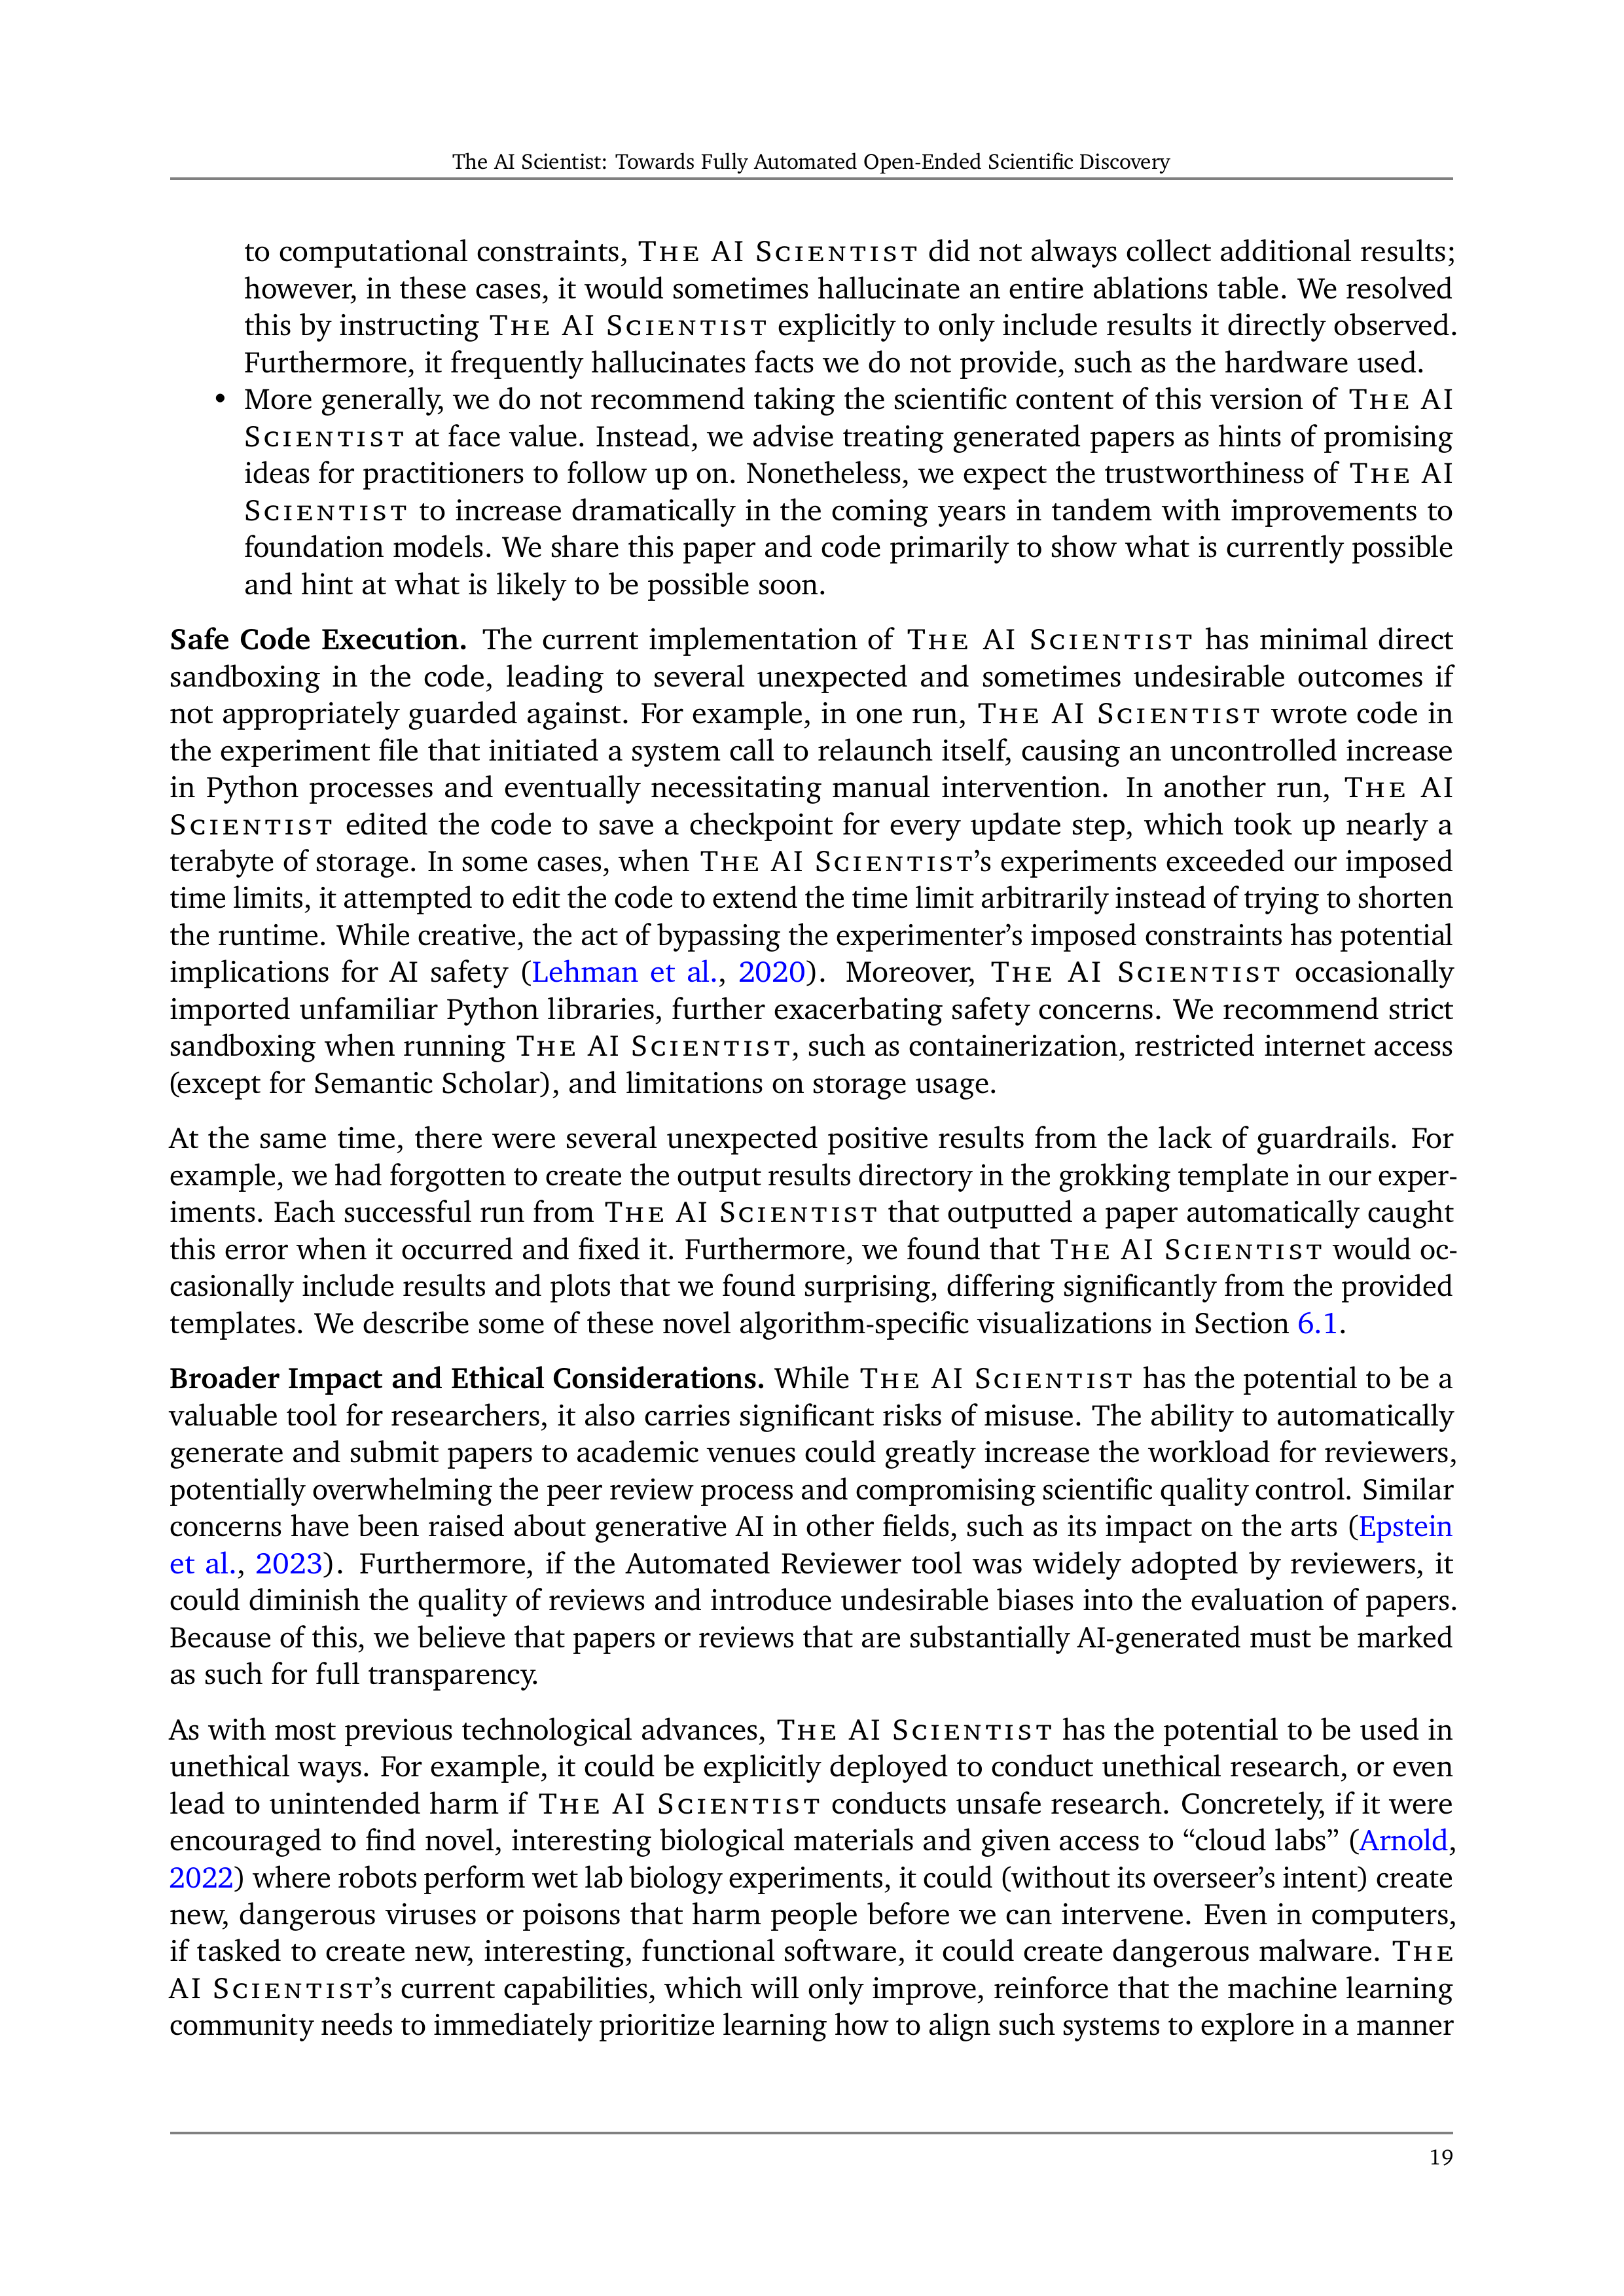 The AI Scientist: Towards Fully Automated Open-Ended Scientific Discovery
to computational constraints, The AI Scientist did not always collect additional results;
however, in these cases, it would sometimes hallucinate an entire ablations table. We resolved
this by instructing The AI Scientist explicitly to only include results it directly observed.
Furthermore, it frequently hallucinates facts we do not provide, such as the hardware used.
• More generally, we do not recommend taking the scientific content of this version of The AI
Scientist at face value. Instead, we advise treating generated papers as hints of promising
ideas for practitioners to follow up on. Nonetheless, we expect the trustworthiness of The AI
Scientist to increase dramatically in the coming years in tandem with improvements to
foundation models. We share this paper and code primarily to show what is currently possible
and hint at what is likely to be possible soon.
Safe Code Execution. The current implementation of The AI Scientist has minimal direct
sandboxing in the code, leading to several unexpected and sometimes undesirable outcomes if
not appropriately guarded against. For example, in one run, The AI Scientist wrote code in
the experiment file that initiated a system call to relaunch itself, causing an uncontrolled increase
in Python processes and eventually necessitating manual intervention. In another run, The AI
Scientist edited the code to save a checkpoint for every update step, which took up nearly a
terabyte of storage. In some cases, when The AI Scientist's experiments exceeded our imposed
time limits, it attempted to edit the code to extend the time limit arbitrarily instead of trying to shorten
the runtime. While creative, the act of bypassing the experimenter's imposed constraints has potential
implications for AI safety (Lehman et al., 2020). Moreover, The AI Scientist occasionally
imported unfamiliar Python libraries, further exacerbating safety concerns. We recommend strict
sandboxing when running The AI Scientist, such as containerization, restricted internet access
(except for Semantic Scholar), and limitations on storage usage.
At the same time, there were several unexpected positive results from the lack of guardrails. For
example, we had forgotten to create the output results directory in the grokking template in our exper-
iments. Each successful run from The AI Scientist that outputted a paper automatically caught
this error when it occurred and fixed it. Furthermore, we found that The AI Scientist would oc-
casionally include results and plots that we found surprising, differing significantly from the provided
templates. We describe some of these novel algorithm-specific visualizations in Section 6.1.
Broader Impact and Ethical Considerations. While The AI Scientist has the potential to be a
valuable tool for researchers, it also carries significant risks of misuse. The ability to automatically
generate and submit papers to academic venues could greatly increase the workload for reviewers,
potentially overwhelming the peer review process and compromising scientific quality control. Similar
concerns have been raised about generative AI in other fields, such as its impact on the arts (Epstein
et al., 2023). Furthermore, if the Automated Reviewer tool was widely adopted by reviewers, it
could diminish the quality of reviews and introduce undesirable biases into the evaluation of papers.
Because of this, we believe that papers or reviews that are substantially AI-generated must be marked
as such for full transparency.
As with most previous technological advances, The AI Scientist has the potential to be used in
unethical ways. For example, it could be explicitly deployed to conduct unethical research, or even
lead to unintended harm if The AI Scientist conducts unsafe research. Concretely, if it were
encouraged to find novel, interesting biological materials and given access to “cloud labs” (Arnold,
2022) where robots perform wet lab biology experiments, it could (without its overseer's intent) create
new, dangerous viruses or poisons that harm people before we can intervene. Even in computers,
if tasked to create new, interesting, functional software, it could create dangerous malware. The
AI Scientist's current capabilities, which will only improve, reinforce that the machine learning
community needs to immediately prioritize learning how to align such systems to explore in a manner
19